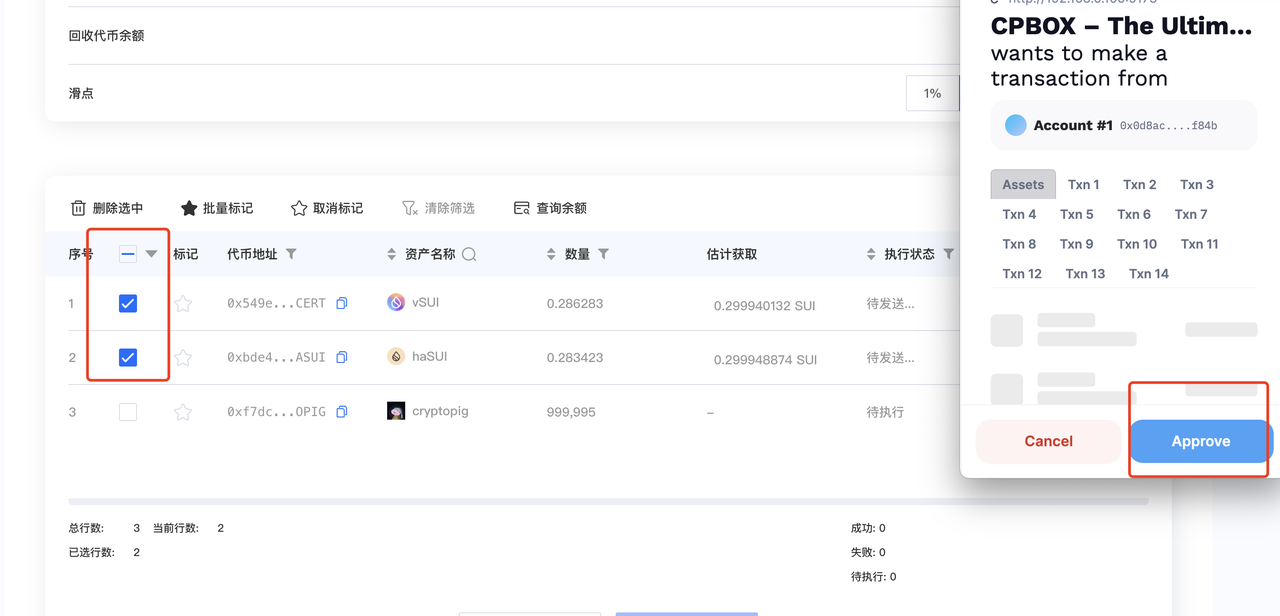 回收代币余额
滑点
1%
删除选中 批量标记 取消标记 清除筛选 查询余额
序号 标记 代币地址 资产名称 数量 估计获取 执行状态
1 0x549e...CERT vSUI 0.286283 0.299940132 SUI 待发送...
2 0xbde4...ASUI haSUI 0.283423 0.299948874 SUI 待发送...
3 0xf7dc...OPIG cryptopig 999,995 – 待执行
总行数: 3 当前行数: 2
已选行数: 2
成功: 0
失败: 0
待执行: 0
CPBOX – The Ultim...
wants to make a
transaction from
Account #1 0x0d8ac....f84b
Assets Txn 1 Txn 2 Txn 3
Txn 4 Txn 5 Txn 6 Txn 7
Txn 8 Txn 9 Txn 10 Txn 11
Txn 12 Txn 13 Txn 14
Cancel Approve